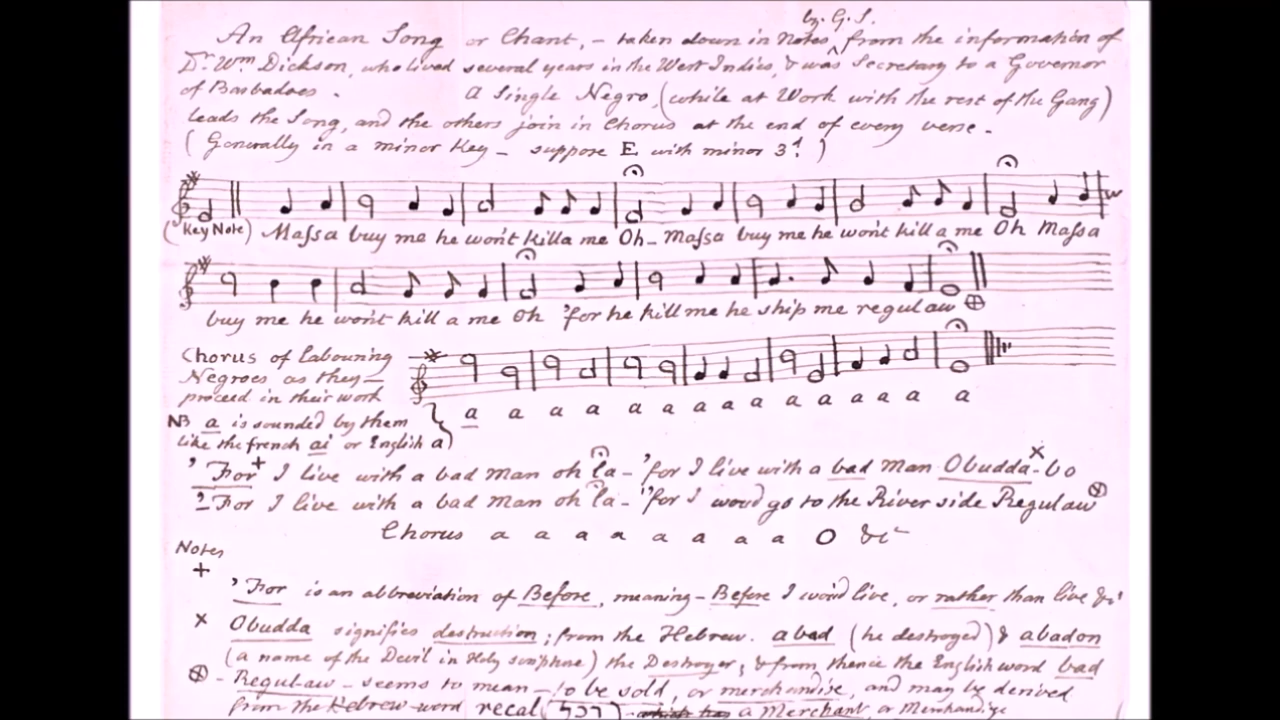 by G. S.
An African Song or Chant, – taken down in Notes, from the information of
Dr. Wm Dickson, who lived several years in the West Indies, & was Secretary to a Governor
of Barbadoes . A Single Negro, (while at Work with the rest of the Gang)
leads the Song, and the others join in Chorus at the end of every verse –
( Generally in a minor Key – suppose E with minor 3d. )
(Key Note) Massa buy me he won't killa me Oh – Massa buy me he won't kill a me Oh Massa
buy me he won't kill a me Oh 'for he kill me he ship me regulaw ⊕
Chorus of Labouring
Negroes as they –
proceed in their work
a a a a a a a a a a a a a
NB a is sounded by them
like the french ai or English a)
'For + I live with a bad man oh la – 'for I live with a bad man Obudda × - bo
2 For I live with a bad man oh la – 'for I woud go to the River side Regulaw ⊕
Chorus a a a a a a a a O &c
Notes
+
'For is an abbreviation of Before, meaning – Before I wou'd live, or rather than live &c
× Obudda signifies destruction; from the Hebrew. abad (he destroyed) & abadon
(a name of the Devil in Holy scripture) the Destroyer, & from thence the English word bad
⊕ – Regulaw – seems to mean – to be sold, or merchandise, and may be derived
from the Hebrew word recal (רכל) – which has a Merchant, or Merchandize